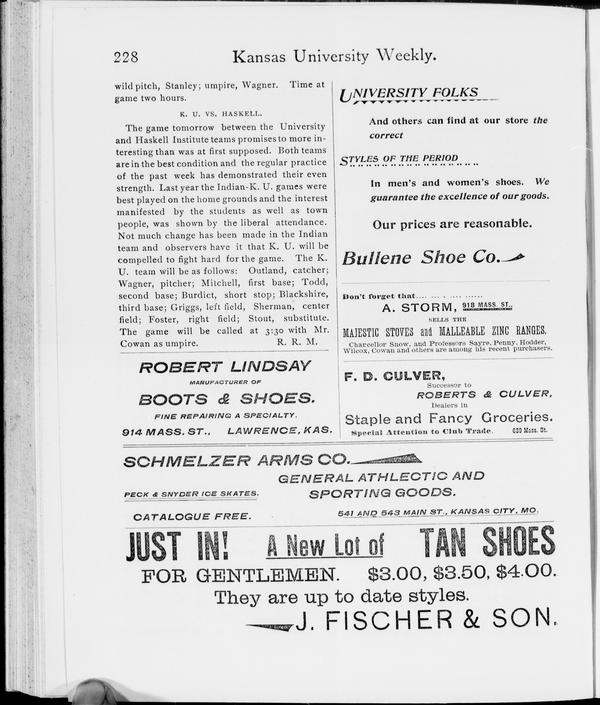 228
Kansas University Weekly.
wild pitch, Stanley; umpire, Wagner. Time at
game two hours.
K. U. VS. HASKELL.
The game tomorrow between the University
and Haskell Institute teams promises to more in-
teresting than was at first supposed. Both teams
are in the best condition and the regular practice
of the past week has demonstrated their even
strength. Last year the Indian-K. U. games were
best played on the home grounds and the interest
manifested by the students as well as town
people, was shown by the liberal attendance.
Not much change has been made in the Indian
team and observers have it that K. U. will be
compelled to fight hard for the game. The K.
U. team will be as follows: Outland, catcher;
Wagner, pitcher; Mitchell, first base; Todd,
second base; Burdict, short stop; Blackshire,
third base; Griggs, left field, Sherman, center
field; Foster, right field; Stout, substitute.
The game will be called at 3:30 with Mr.
Cowan as umpire. R. R. M.
UNIVERSITY FOLKS
And others can find at our store the
correct
STYLES OF THE PERIOD
In men's and women's shoes. We
guarantee the excellence of our goods.
Our prices are reasonable.
Bullene Shoe Co.
Don't forget that....................
A. STORM, 918 MASS. ST.,
SELLS THE
MAJESTIC STOVES and MALLEABLE ZINC RANGES.
Chancellor Snow, and Professors Sayre, Penny, Hodder,
Wilcox, Cowan and others are among his recent purchasers.
ROBERT LINDSAY
MANUFACTURER OF
BOOTS & SHOES.
FINE REPAIRING A SPECIALTY.
914 MASS. ST., LAWRENCE, KAS.
F. D. CULVER,
Successor to
ROBERTS & CULVER,
Dealers in
Staple and Fancy Groceries.
Special Attention to Club Trade. 639 Mass. St.
SCHMELZER ARMS CO.
GENERAL ATHLECTIC AND
PECK & SNYDER ICE SKATES. SPORTING GOODS.
CATALOGUE FREE. 541 AND 543 MAIN ST., KANSAS CITY, MO.
JUST IN! A New Lot of TAN SHOES
FOR GENTLEMEN. $3.00, $3.50, $4.00.
They are up to date styles.
J. FISCHER & SON.